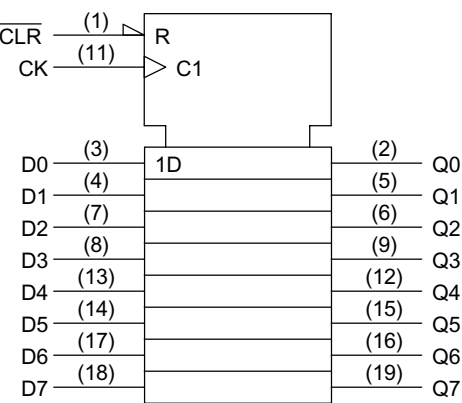 CLR (1) R
CK (11) C1
D0 (3) 1D (2) Q0
D1 (4) (5) Q1
D2 (7) (6) Q2
D3 (8) (9) Q3
D4 (13) (12) Q4
D5 (14) (15) Q5
D6 (17) (16) Q6
D7 (18) (19) Q7